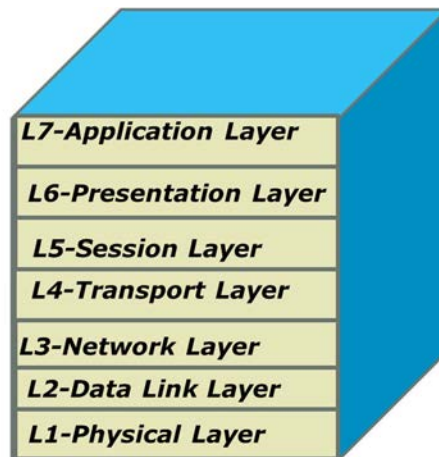 L7-Application Layer
L6-Presentation Layer
L5-Session Layer
L4-Transport Layer
L3-Network Layer
L2-Data Link Layer
L1-Physical Layer